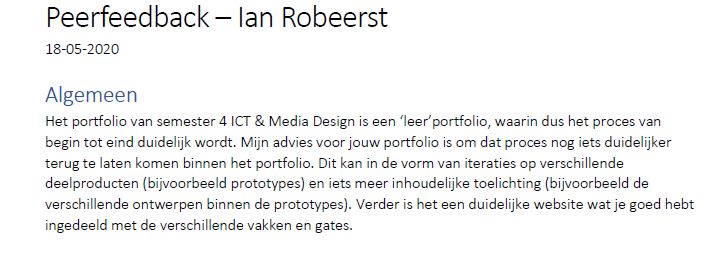 Peerfeedback – Ian Robeerst
18-05-2020
Algemeen
Het portfolio van semester 4 ICT & Media Design is een ‘leer’portfolio, waarin dus het proces van
begin tot eind duidelijk wordt. Mijn advies voor jouw portfolio is om dat proces nog iets duidelijker
terug te laten komen binnen het portfolio. Dit kan in de vorm van iteraties op verschillende
deelproducten (bijvoorbeeld prototypes) en iets meer inhoudelijke toelichting (bijvoorbeeld de
verschillende ontwerpen binnen de prototypes). Verder is het een duidelijke website wat je goed hebt
ingedeeld met de verschillende vakken en gates.